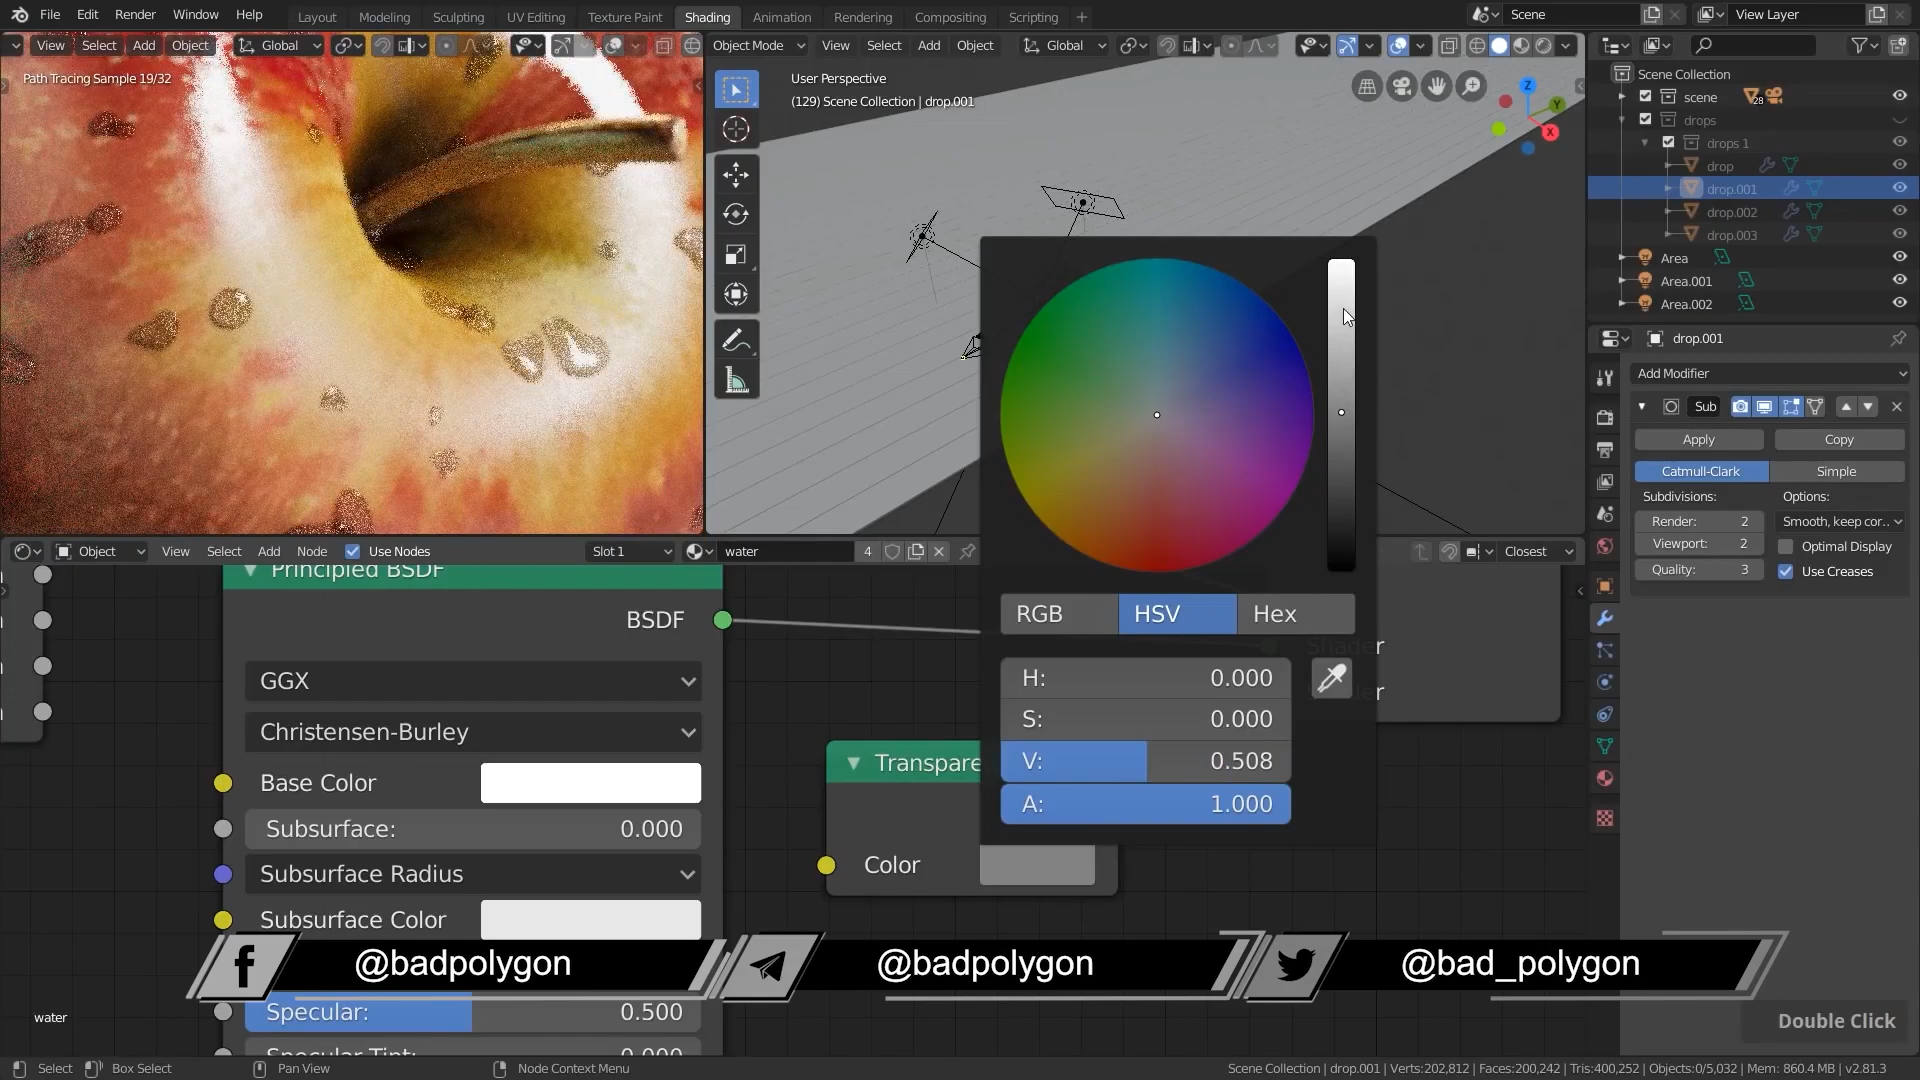 File Edit Render Window Help Layout Modeling Sculpting UV Editing Texture Paint Shading Animation Rendering Compositing Scripting + Scene View Layer
View Select Add Object Global
Object Mode View Select Add Object Global
Path Tracing Sample 19/32
User Perspective
(129) Scene Collection | drop.001
Z
Y
X
Scene Collection
scene 28
drops
drops 1
drop
drop.001
drop.002
drop.003
Area
Area.001
Area.002
drop.001
Add Modifier
Sub
Apply Copy
Catmull-Clark Simple
Subdivisions: Options:
Render: 2 Smooth, keep cor..
Viewport: 2 Optimal Display
Quality: 3 Use Creases
Object View Select Add Node Use Nodes Slot 1 water 4 Closest
Principled BSDF
BSDF
GGX
Christensen-Burley
Base Color
Subsurface: 0.000
Subsurface Radius
Subsurface Color
Specular: 0.500
Specular Tint: 0.000
Transpare
Color
RGB HSV Hex
H: 0.000
S: 0.000
V: 0.508
A: 1.000
Shader
@badpolygon @badpolygon @bad_polygon
water
Double Click
Select Box Select Pan View Node Context Menu
Scene Collection | drop.001 | Verts:202,812 | Faces:200,242 | Tris:400,252 | Objects:0/5,032 | Mem: 860.4 MB | v2.81.3